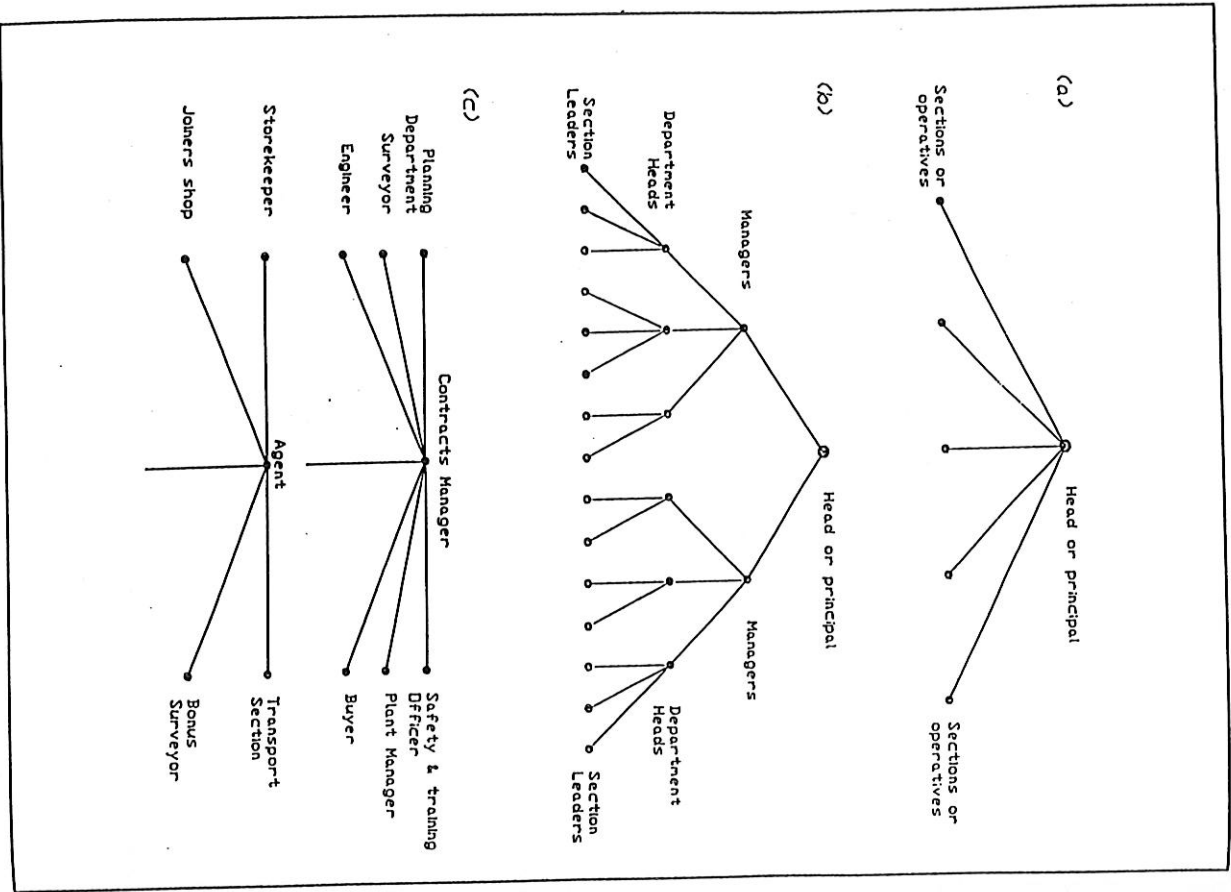 (a)
Head or principal
Sections or
operatives
Sections or
operatives
(b)
Head or principal
Managers
Managers
Department
Heads
Department
Heads
Section
Leaders
Section
Leaders
(c)
Contracts Manager
Planning
Department
Surveyor
Engineer
Safety & training
Officer
Plant Manager
Buyer
Agent
Storekeeper
Joiners shop
Transport
Section
Bonus
Surveyor